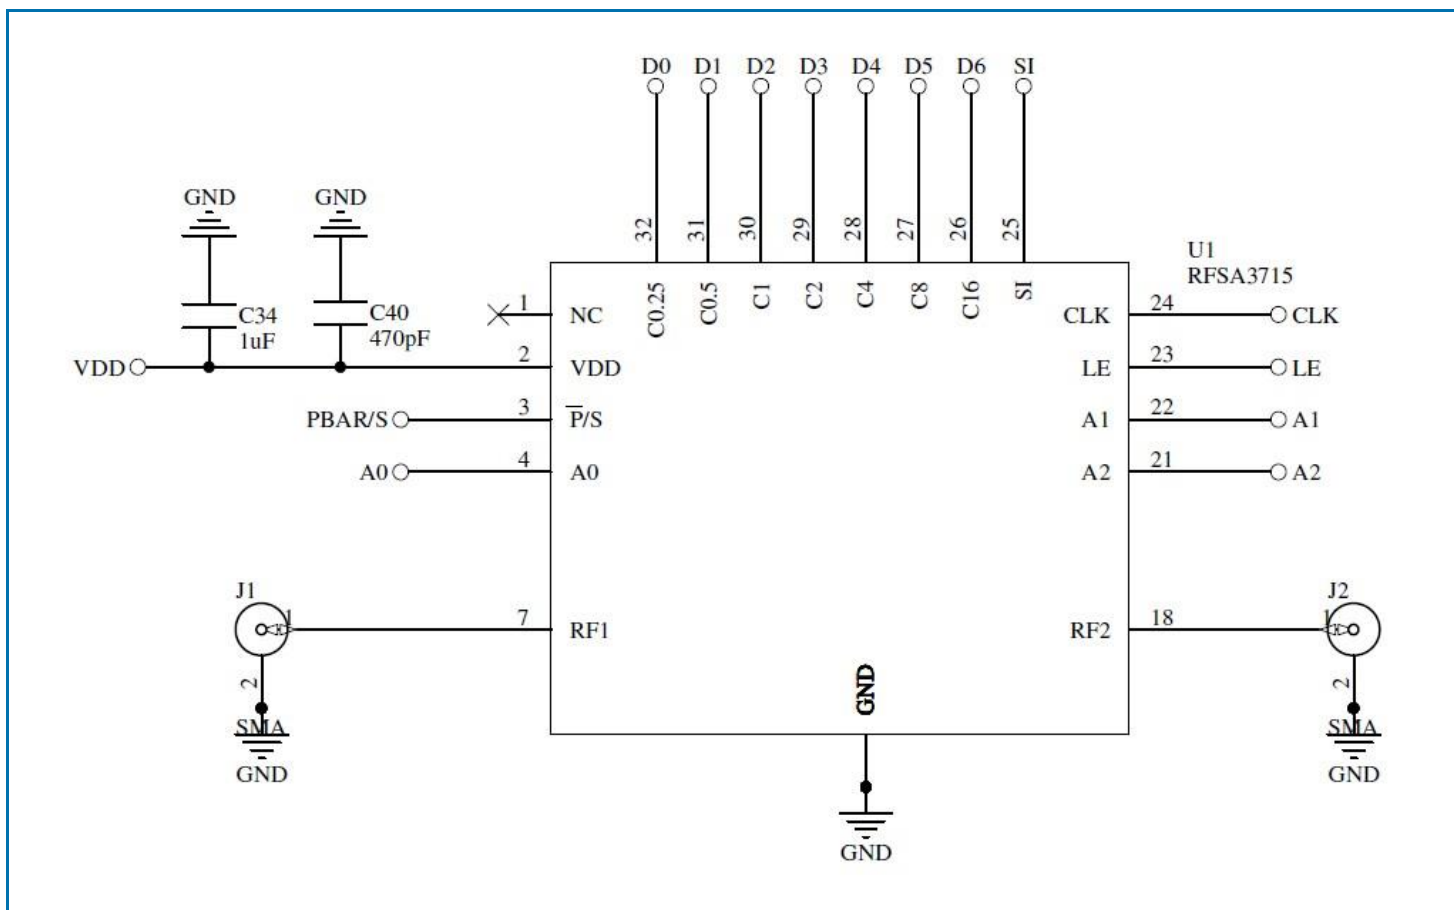 D0 D1 D2 D3 D4 D5 D6 SI
GND GND
32 31 30 29 28 27 26 25
U1
RFSA3715
C34
1uF
C40
470pF
1 NC
C0.25 C0.5 C1 C2 C4 C8 C16 SI
CLK 24 CLK
VDD 2 VDD
LE 23 LE
PBAR/S 3 P̅/S
A1 22 A1
A0 4 A0
A2 21 A2
J1
J2
1 7 RF1
RF2 18 1
GND
2
2
SMA
SMA
GND
GND
GND